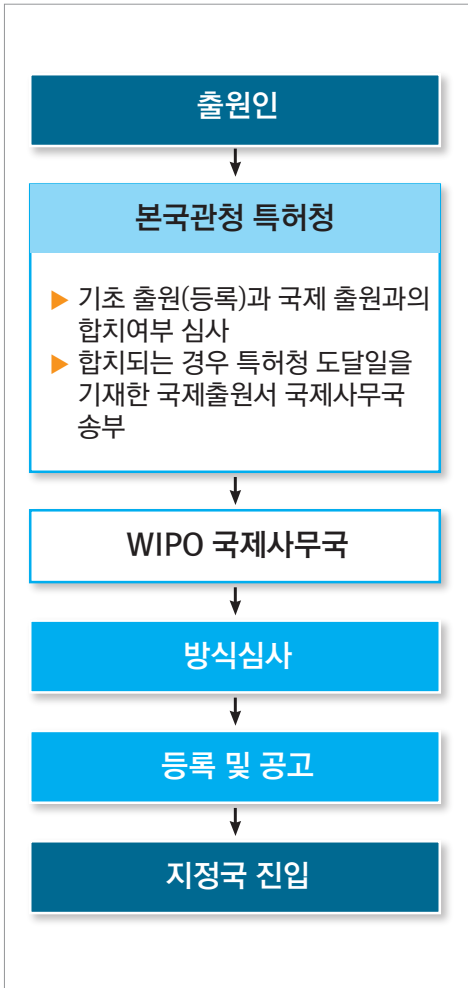 출원인
본국관청 특허청
▶ 기초 출원(등록)과 국제 출원과의
합치여부 심사
▶ 합치되는 경우 특허청 도달일을
기재한 국제출원서 국제사무국
송부
WIPO 국제사무국
방식심사
등록 및 공고
지정국 진입